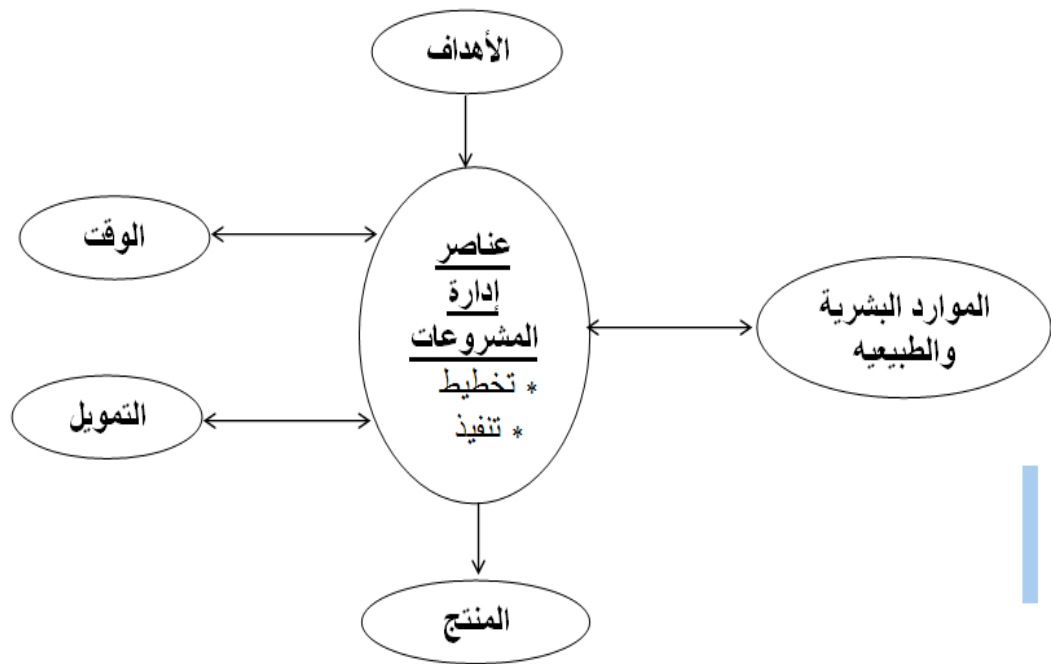 الأهداف
الوقت
عناصر
إدارة
المشروعات
* تخطيط
* تنفيذ
الموارد البشرية
والطبيعيه
التمويل
المنتج